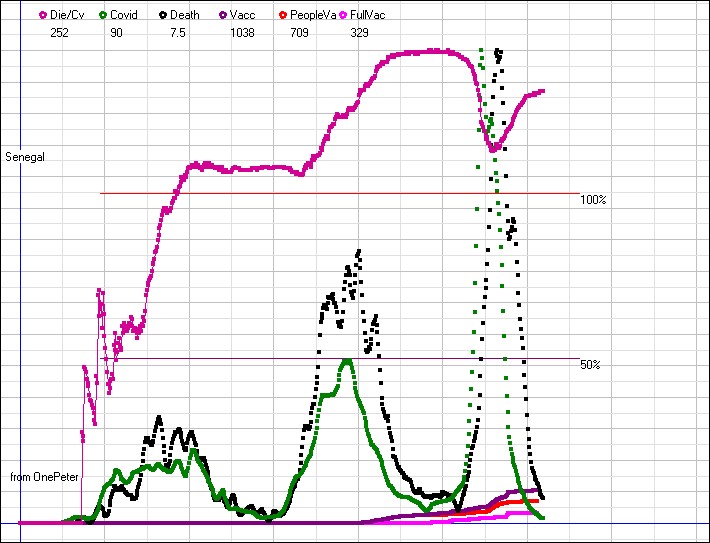 Die/Cv Covid Death Vacc PeopleVa FullVac
252 90 7.5 1038 709 329
Senegal
100%
50%
from OnePeter